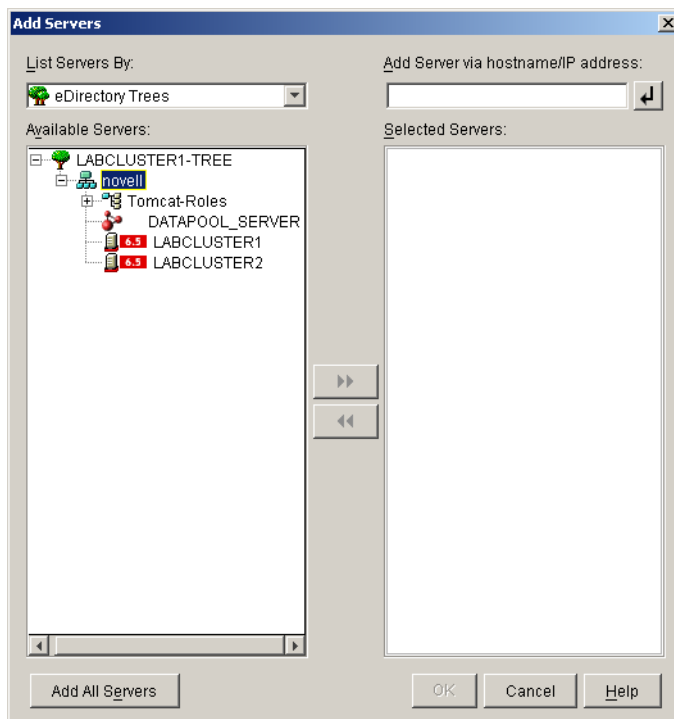 Add Servers
List Servers By:
eDirectory Trees
Add Server via hostname/IP address:
Available Servers:
Selected Servers:
LABCLUSTER1-TREE
novell
Tomcat-Roles
DATAPOOL_SERVER
6.5 LABCLUSTER1
6.5 LABCLUSTER2
Add All Servers
OK
Cancel
Help